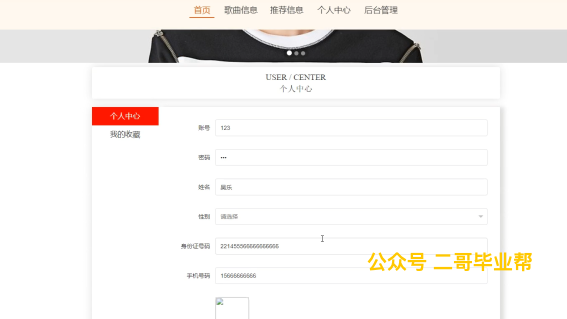 首页 歌曲信息 推荐信息 个人中心 后台管理
USER / CENTER
个人中心
个人中心
我的收藏
账号 123
密码 •••
姓名
性别 请选择
身份证号码 221455566666666666
公众号 二哥毕业帮
手机号码 15666666666